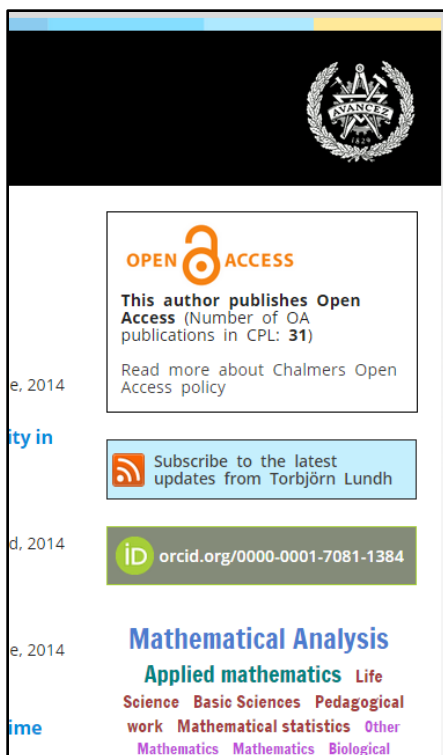 AVANCEZ
1829
OPEN ACCESS
This author publishes Open
Access (Number of OA
publications in CPL: 31)
Read more about Chalmers Open
Access policy
e, 2014
ity in
Subscribe to the latest
updates from Torbjörn Lundh
d, 2014
iD orcid.org/0000-0001-7081-1384
e, 2014
Mathematical Analysis
Applied mathematics Life
Science Basic Sciences Pedagogical
ime
work Mathematical statistics Other
Mathematics Mathematics Biological